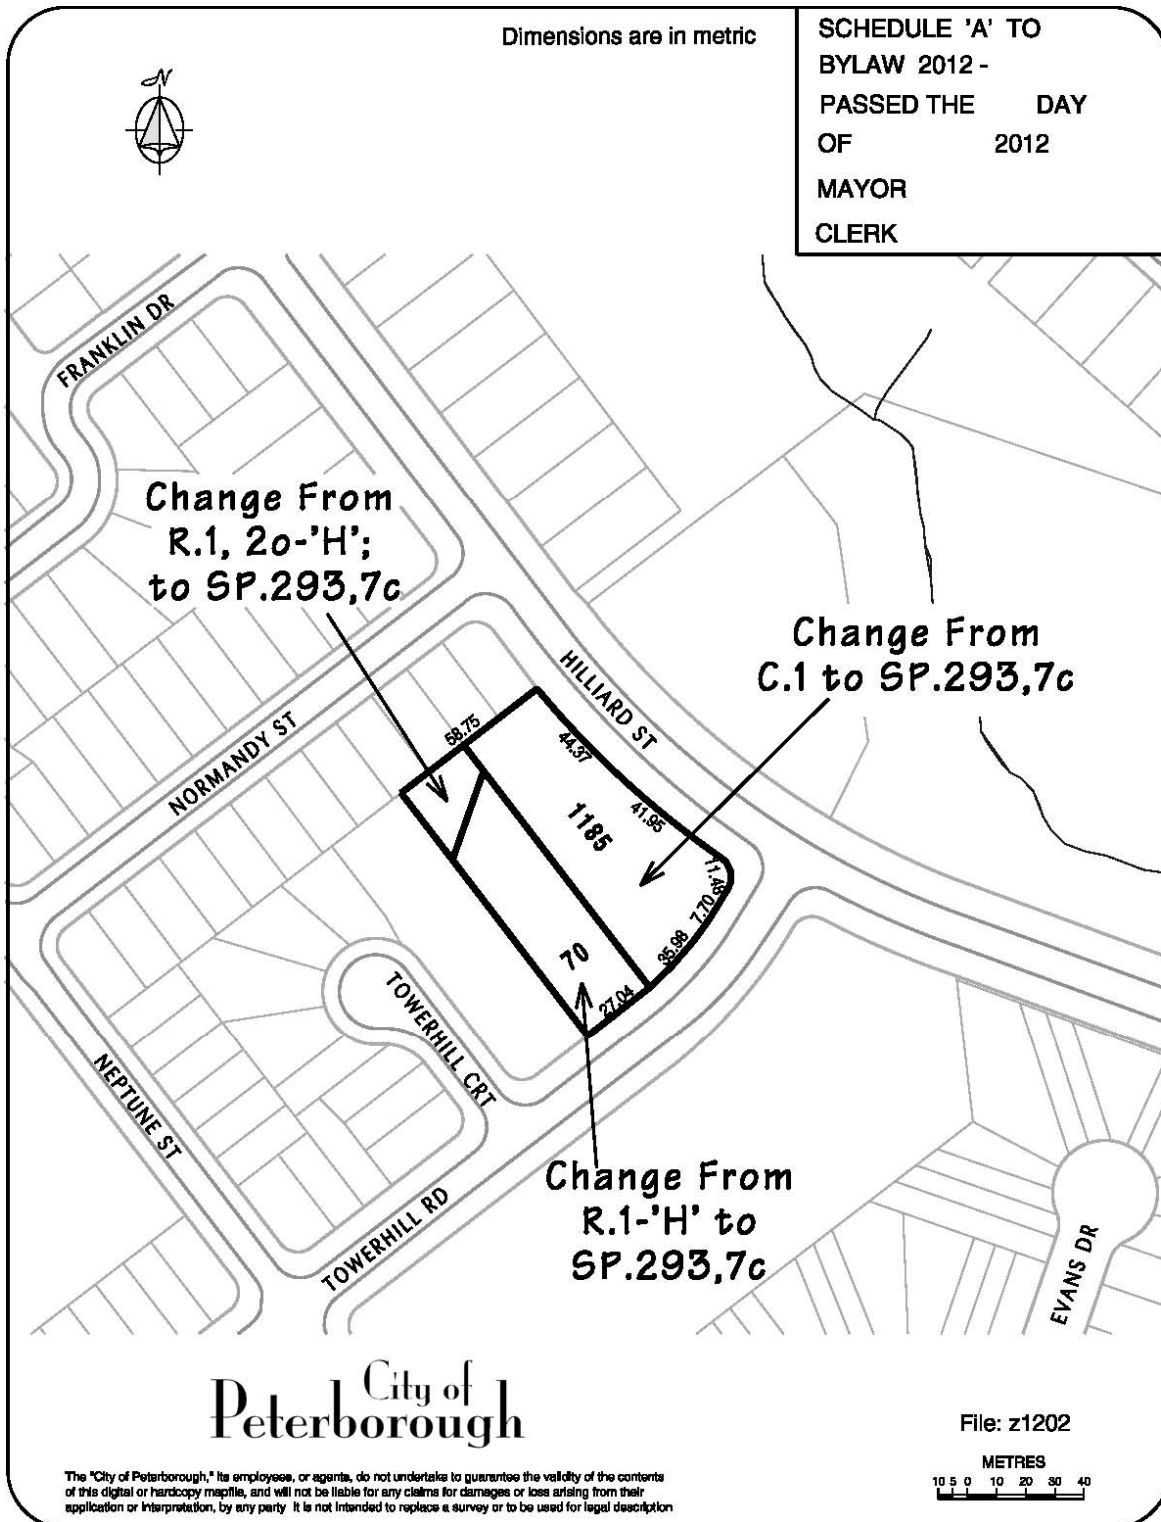 Dimensions are in metric
SCHEDULE 'A' TO
BYLAW 2012 -
PASSED THE DAY
OF 2012
MAYOR
CLERK
N
FRANKLIN DR
Change From
R.1, 2o-'H';
to SP.293,7c
Change From
C.1 to SP.293,7c
HILLIARD ST
NORMANDY ST
58.75
44.37
41.95
1185
11.48
7.70
35.98
70
27.04
TOWERHILL CRT
NEPTUNE ST
TOWERHILL RD
Change From
R.1-'H' to
SP.293,7c
EVANS DR
City of
Peterborough
File: z1202
METRES
10 5 0 10 20 30 40
The "City of Peterborough," its employees, or agents, do not undertake to guarantee the validity of the contents
of this digital or hardcopy mapfile, and will not be liable for any claims for damages or loss arising from their
application or interpretation, by any party It is not intended to replace a survey or to be used for legal description